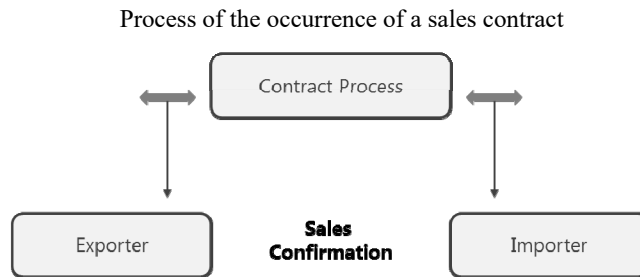 Process of the occurrence of a sales contract
Contract Process
Exporter
Sales
Confirmation
Importer